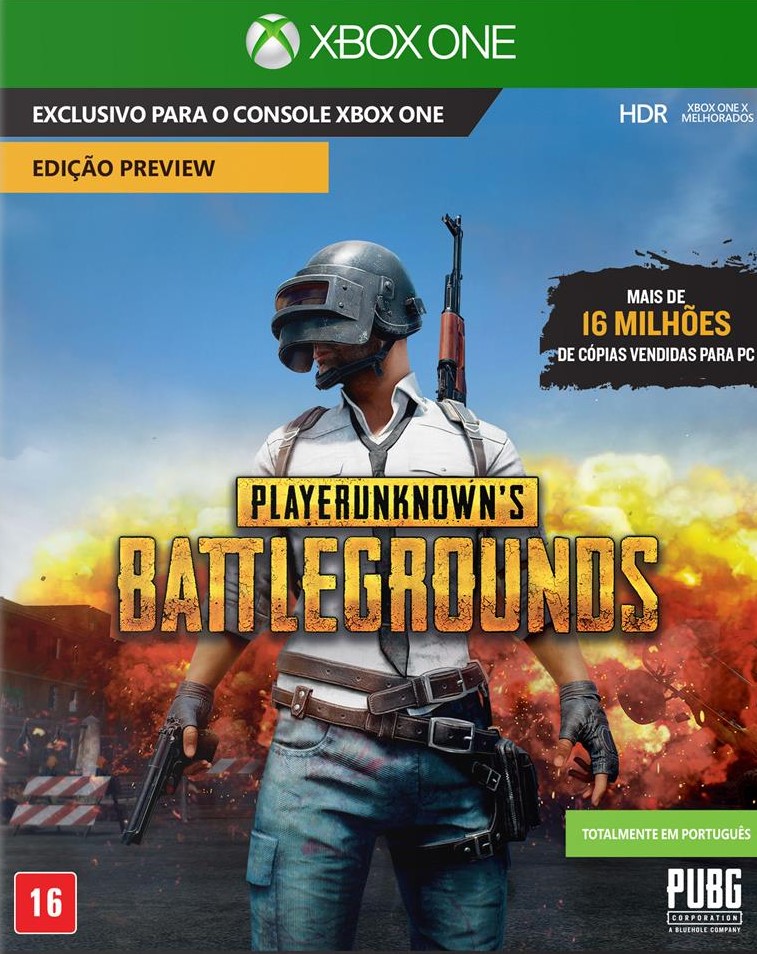 XBOX ONE
EXCLUSIVO PARA O CONSOLE XBOX ONE
HDR
XBOX ONE X
MELHORADOS
EDIÇÃO PREVIEW
MAIS DE
16 MILHÕES
DE CÓPIAS VENDIDAS PARA PC
PLAYERUNKNOWN'S
BATTLEGROUNDS
TOTALMENTE EM PORTUGUÊS
16
PUBG
CORPORATION
A BLUEHOLE COMPANY